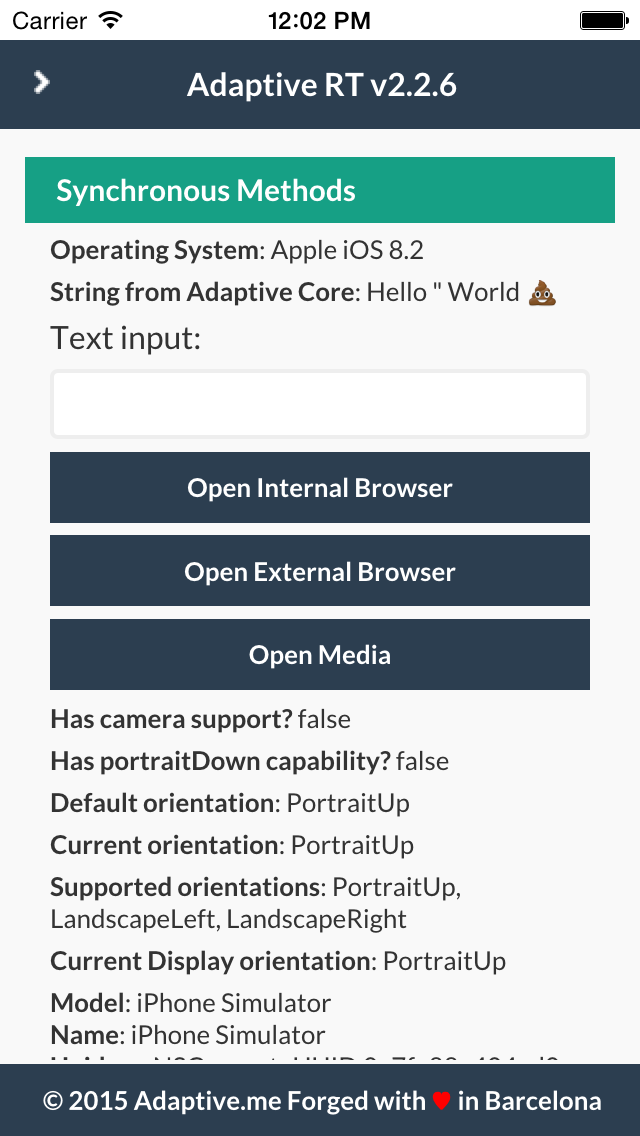 Carrier 12:02 PM
Adaptive RT v2.2.6
Synchronous Methods
Operating System: Apple iOS 8.2
String from Adaptive Core: Hello " World 💩
Text input:
Open Internal Browser
Open External Browser
Open Media
Has camera support? false
Has portraitDown capability? false
Default orientation: PortraitUp
Current orientation: PortraitUp
Supported orientations: PortraitUp,
LandscapeLeft, LandscapeRight
Current Display orientation: PortraitUp
Model: iPhone Simulator
Name: iPhone Simulator
© 2015 Adaptive.me Forged with ♥ in Barcelona